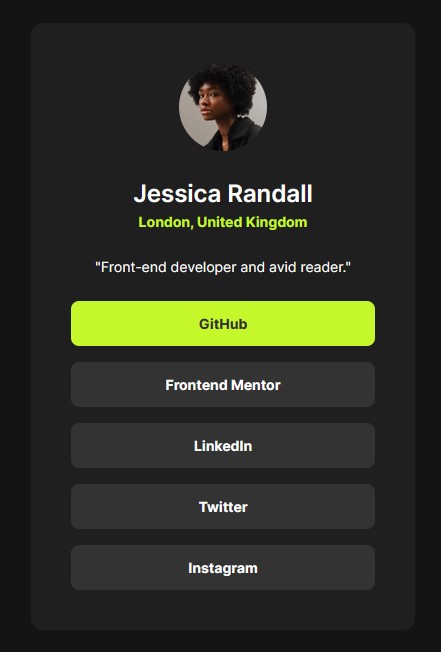 Jessica Randall
London, United Kingdom
"Front-end developer and avid reader."
GitHub
Frontend Mentor
LinkedIn
Twitter
Instagram